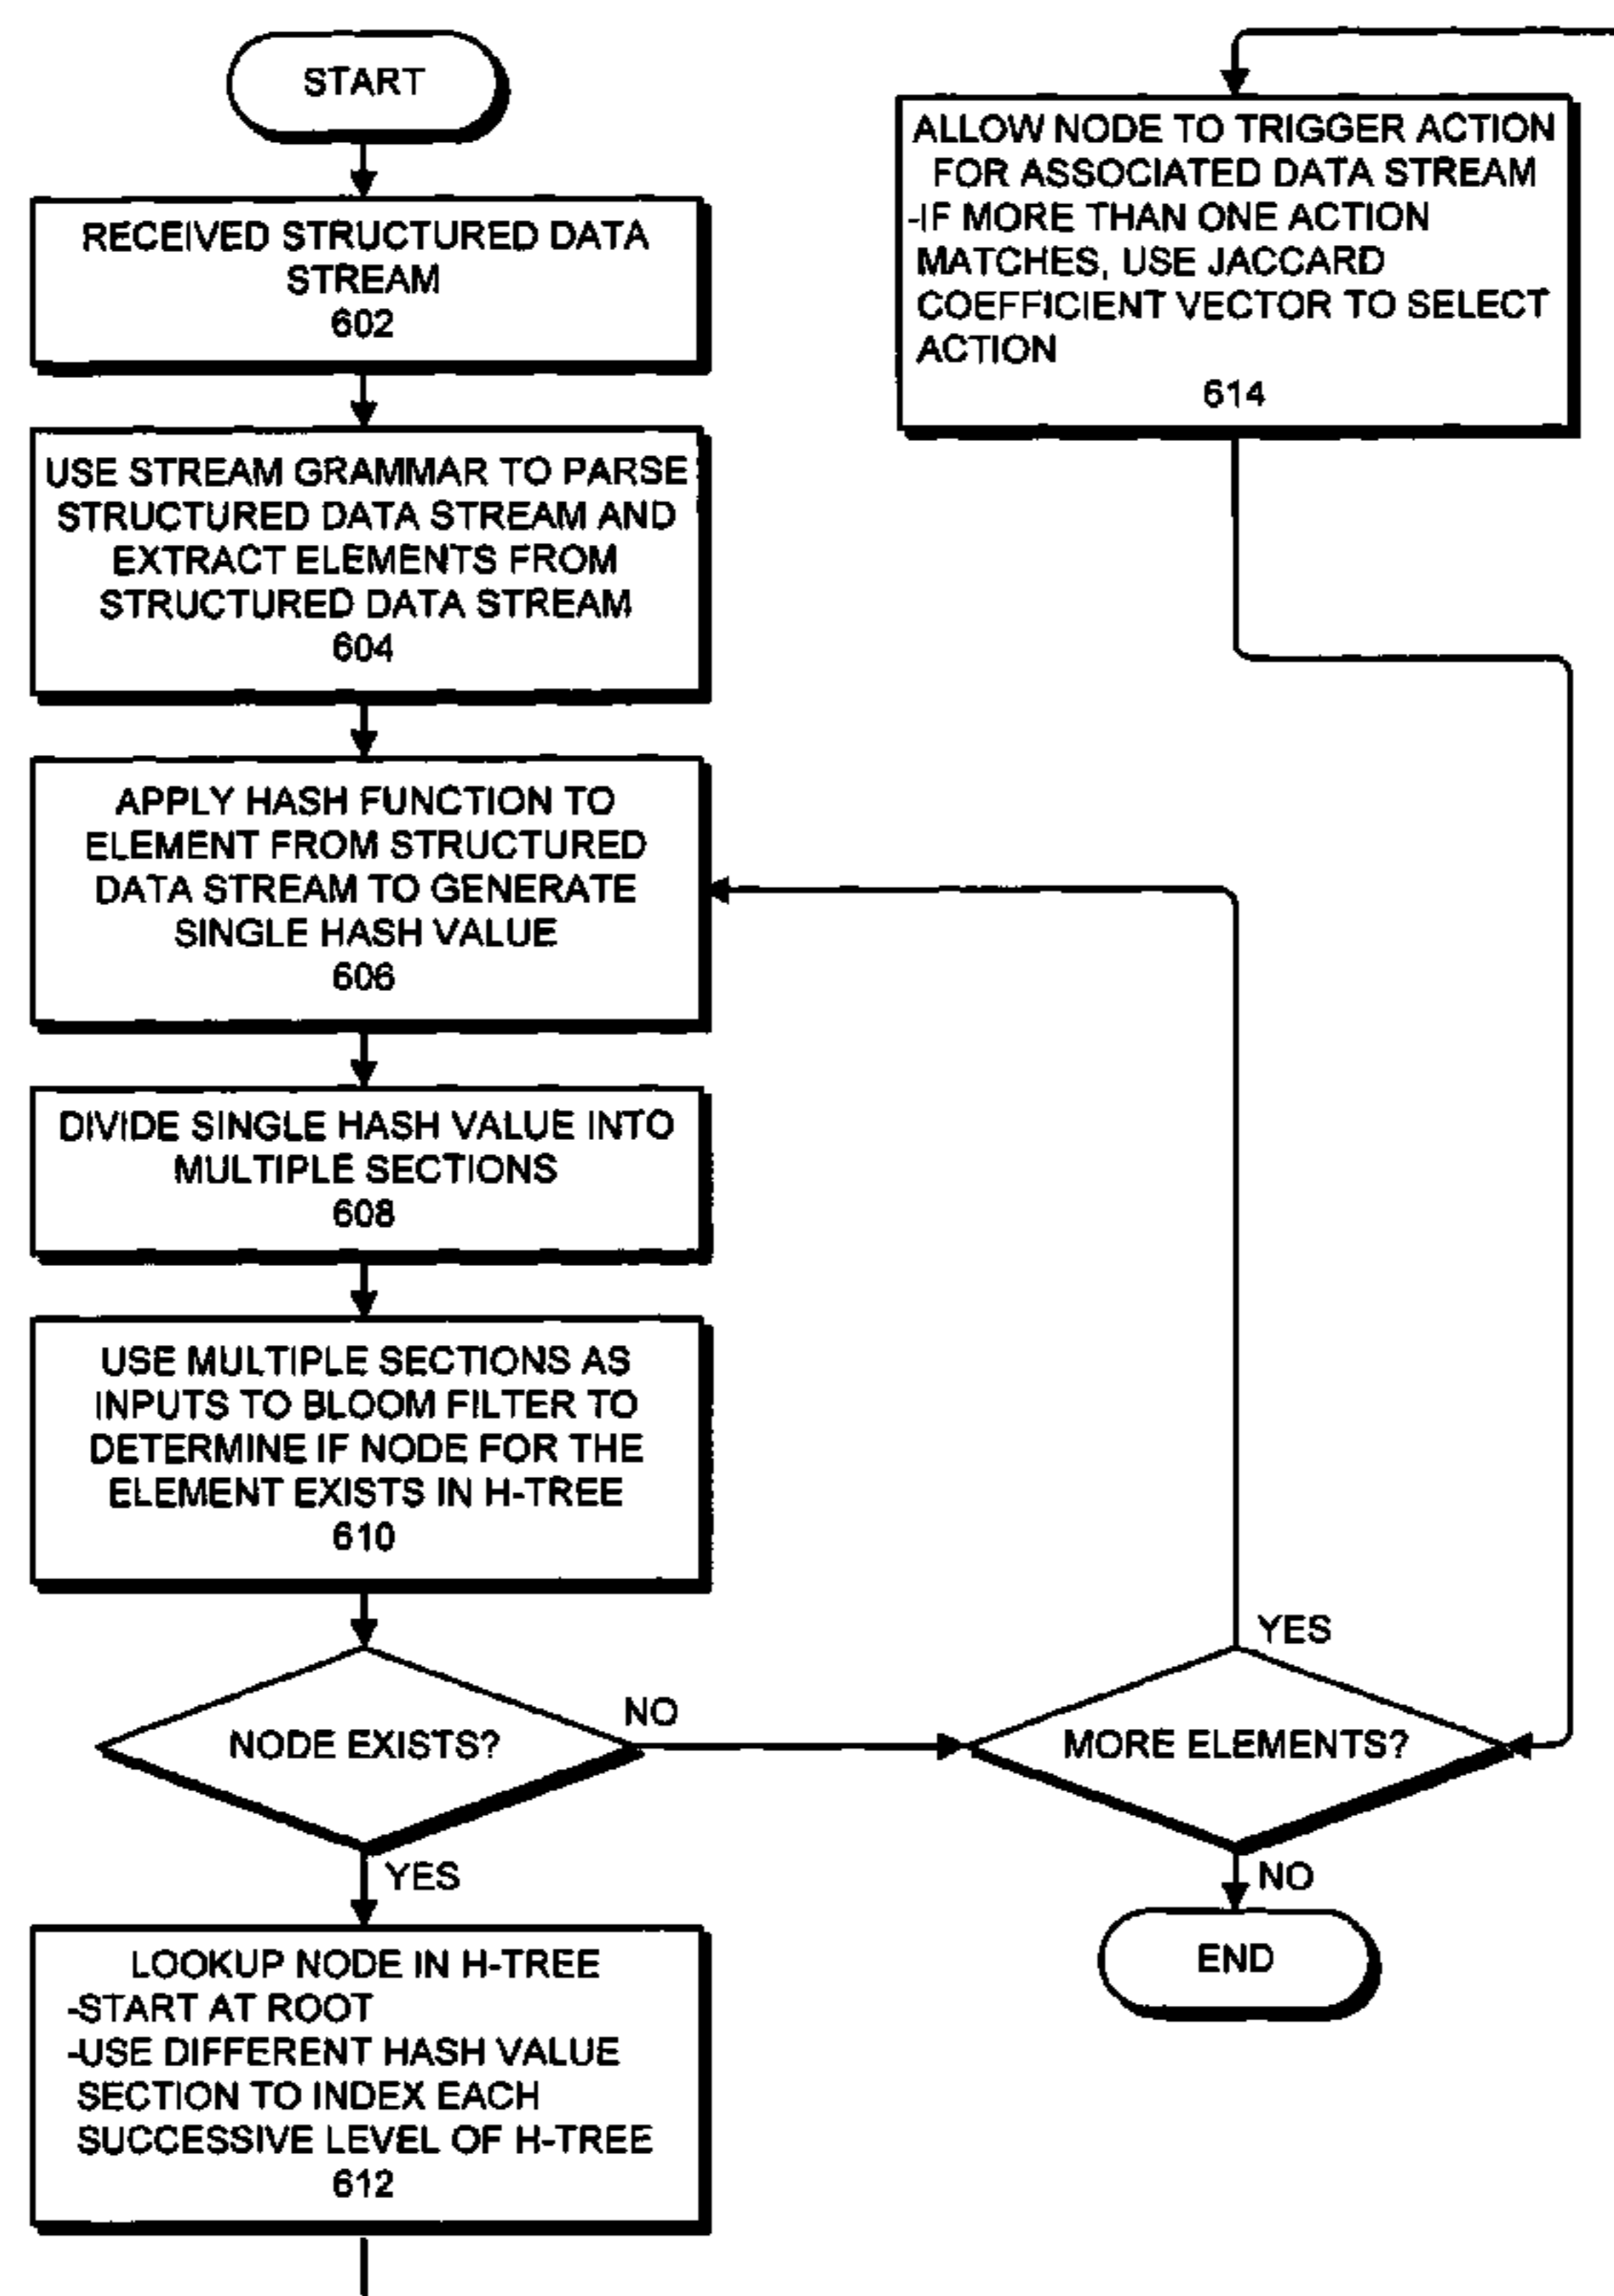 START
RECEIVED STRUCTURED DATA
STREAM
602
USE STREAM GRAMMAR TO PARSE
STRUCTURED DATA STREAM AND
EXTRACT ELEMENTS FROM
STRUCTURED DATA STREAM
604
APPLY HASH FUNCTION TO
ELEMENT FROM STRUCTURED
DATA STREAM TO GENERATE
SINGLE HASH VALUE
606
DIVIDE SINGLE HASH VALUE INTO
MULTIPLE SECTIONS
608
USE MULTIPLE SECTIONS AS
INPUTS TO BLOOM FILTER TO
DETERMINE IF NODE FOR THE
ELEMENT EXISTS IN H-TREE
610
NODE EXISTS?
NO
YES
LOOKUP NODE IN H-TREE
-START AT ROOT
-USE DIFFERENT HASH VALUE
SECTION TO INDEX EACH
SUCCESSIVE LEVEL OF H-TREE
612
ALLOW NODE TO TRIGGER ACTION
FOR ASSOCIATED DATA STREAM
-IF MORE THAN ONE ACTION
MATCHES, USE JACCARD
COEFFICIENT VECTOR TO SELECT
ACTION
614
YES
MORE ELEMENTS?
NO
END